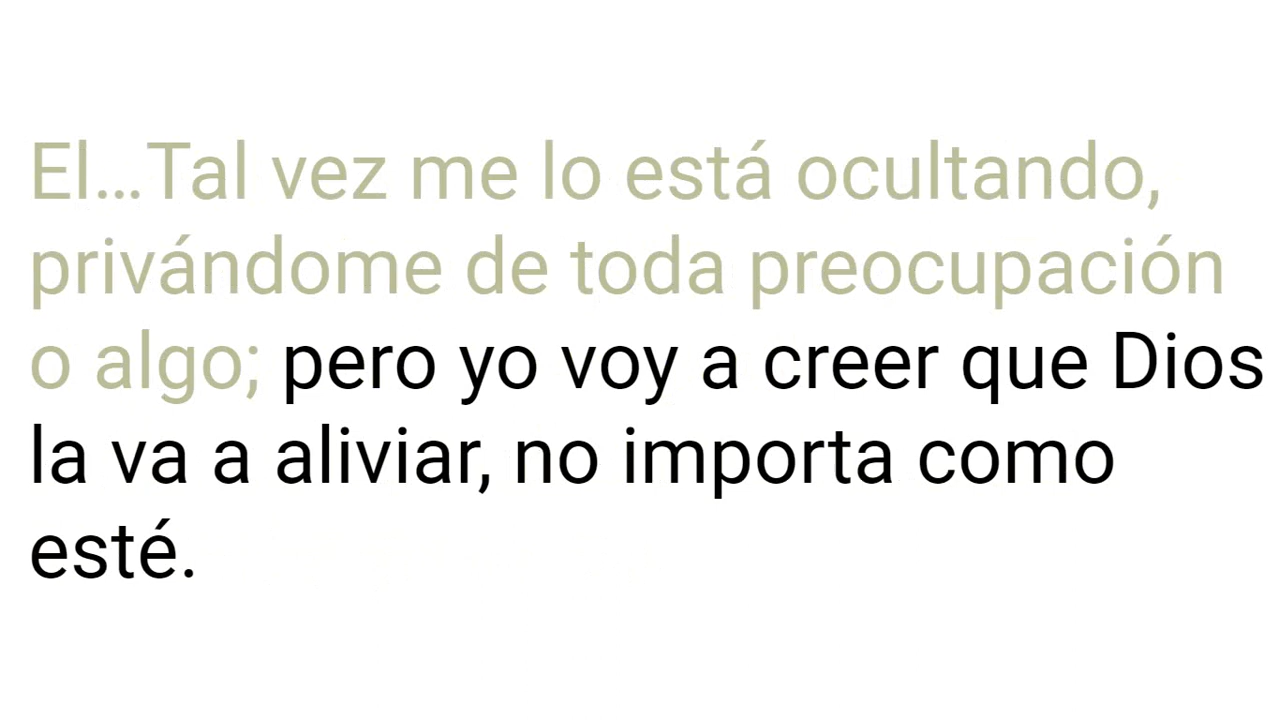 El...Tal vez me lo está ocultando,
privándome de toda preocupación
o algo; pero yo voy a creer que Dios
la va a aliviar, no importa como
esté.